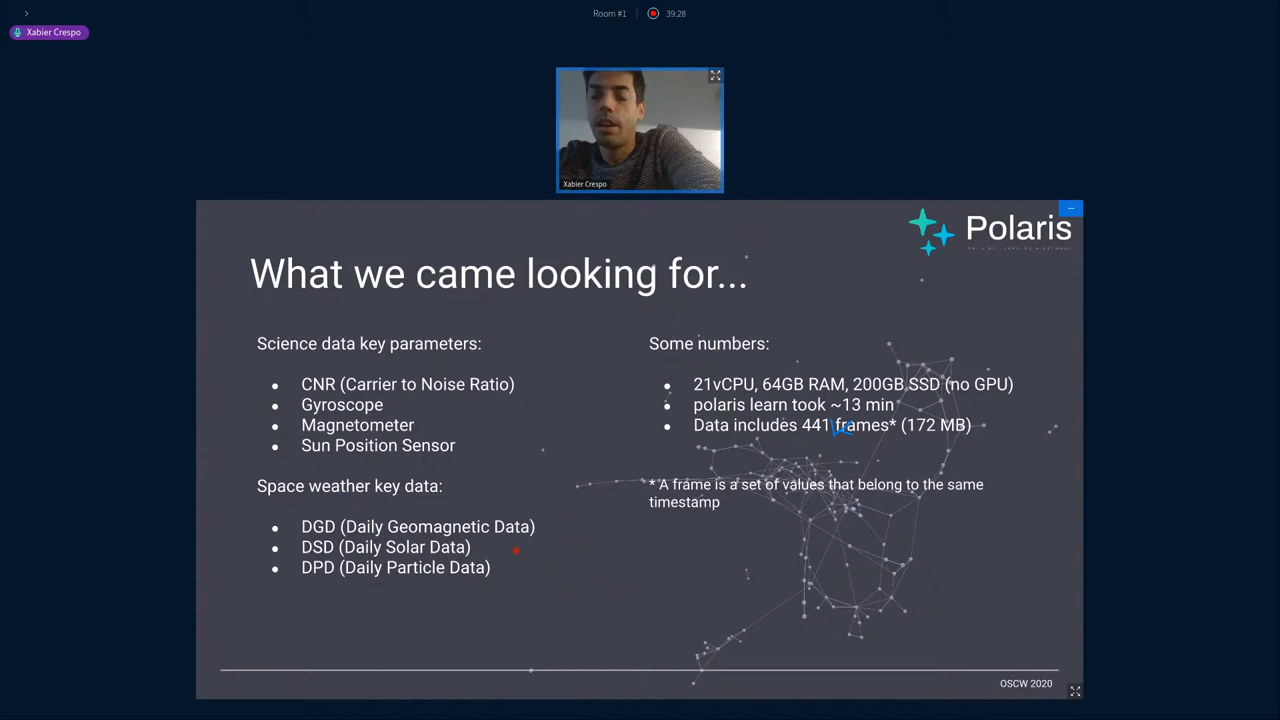 Room #1
39:28
Xabier Crespo
Xabier Crespo
Polaris
What we came looking for...
Science data key parameters:
● CNR (Carrier to Noise Ratio)
● Gyroscope
● Magnetometer
● Sun Position Sensor
Space weather key data:
● DGD (Daily Geomagnetic Data)
● DSD (Daily Solar Data)
● DPD (Daily Particle Data)
Some numbers:
● 21vCPU, 64GB RAM, 200GB SSD (no GPU)
● polaris learn took ~13 min
● Data includes 441 frames* (172 MB)
* A frame is a set of values that belong to the same
timestamp
OSCW 2020